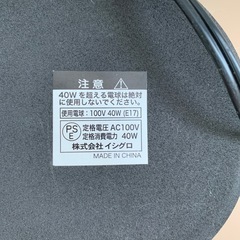 注意
40Wを超える電球は絶対
に使用しないでください。
使用電球：100V 40W (E17)
PSE 定格電圧 AC100V
定格消費電力 40W
株式会社 イシグロ
MADE IN CHINA